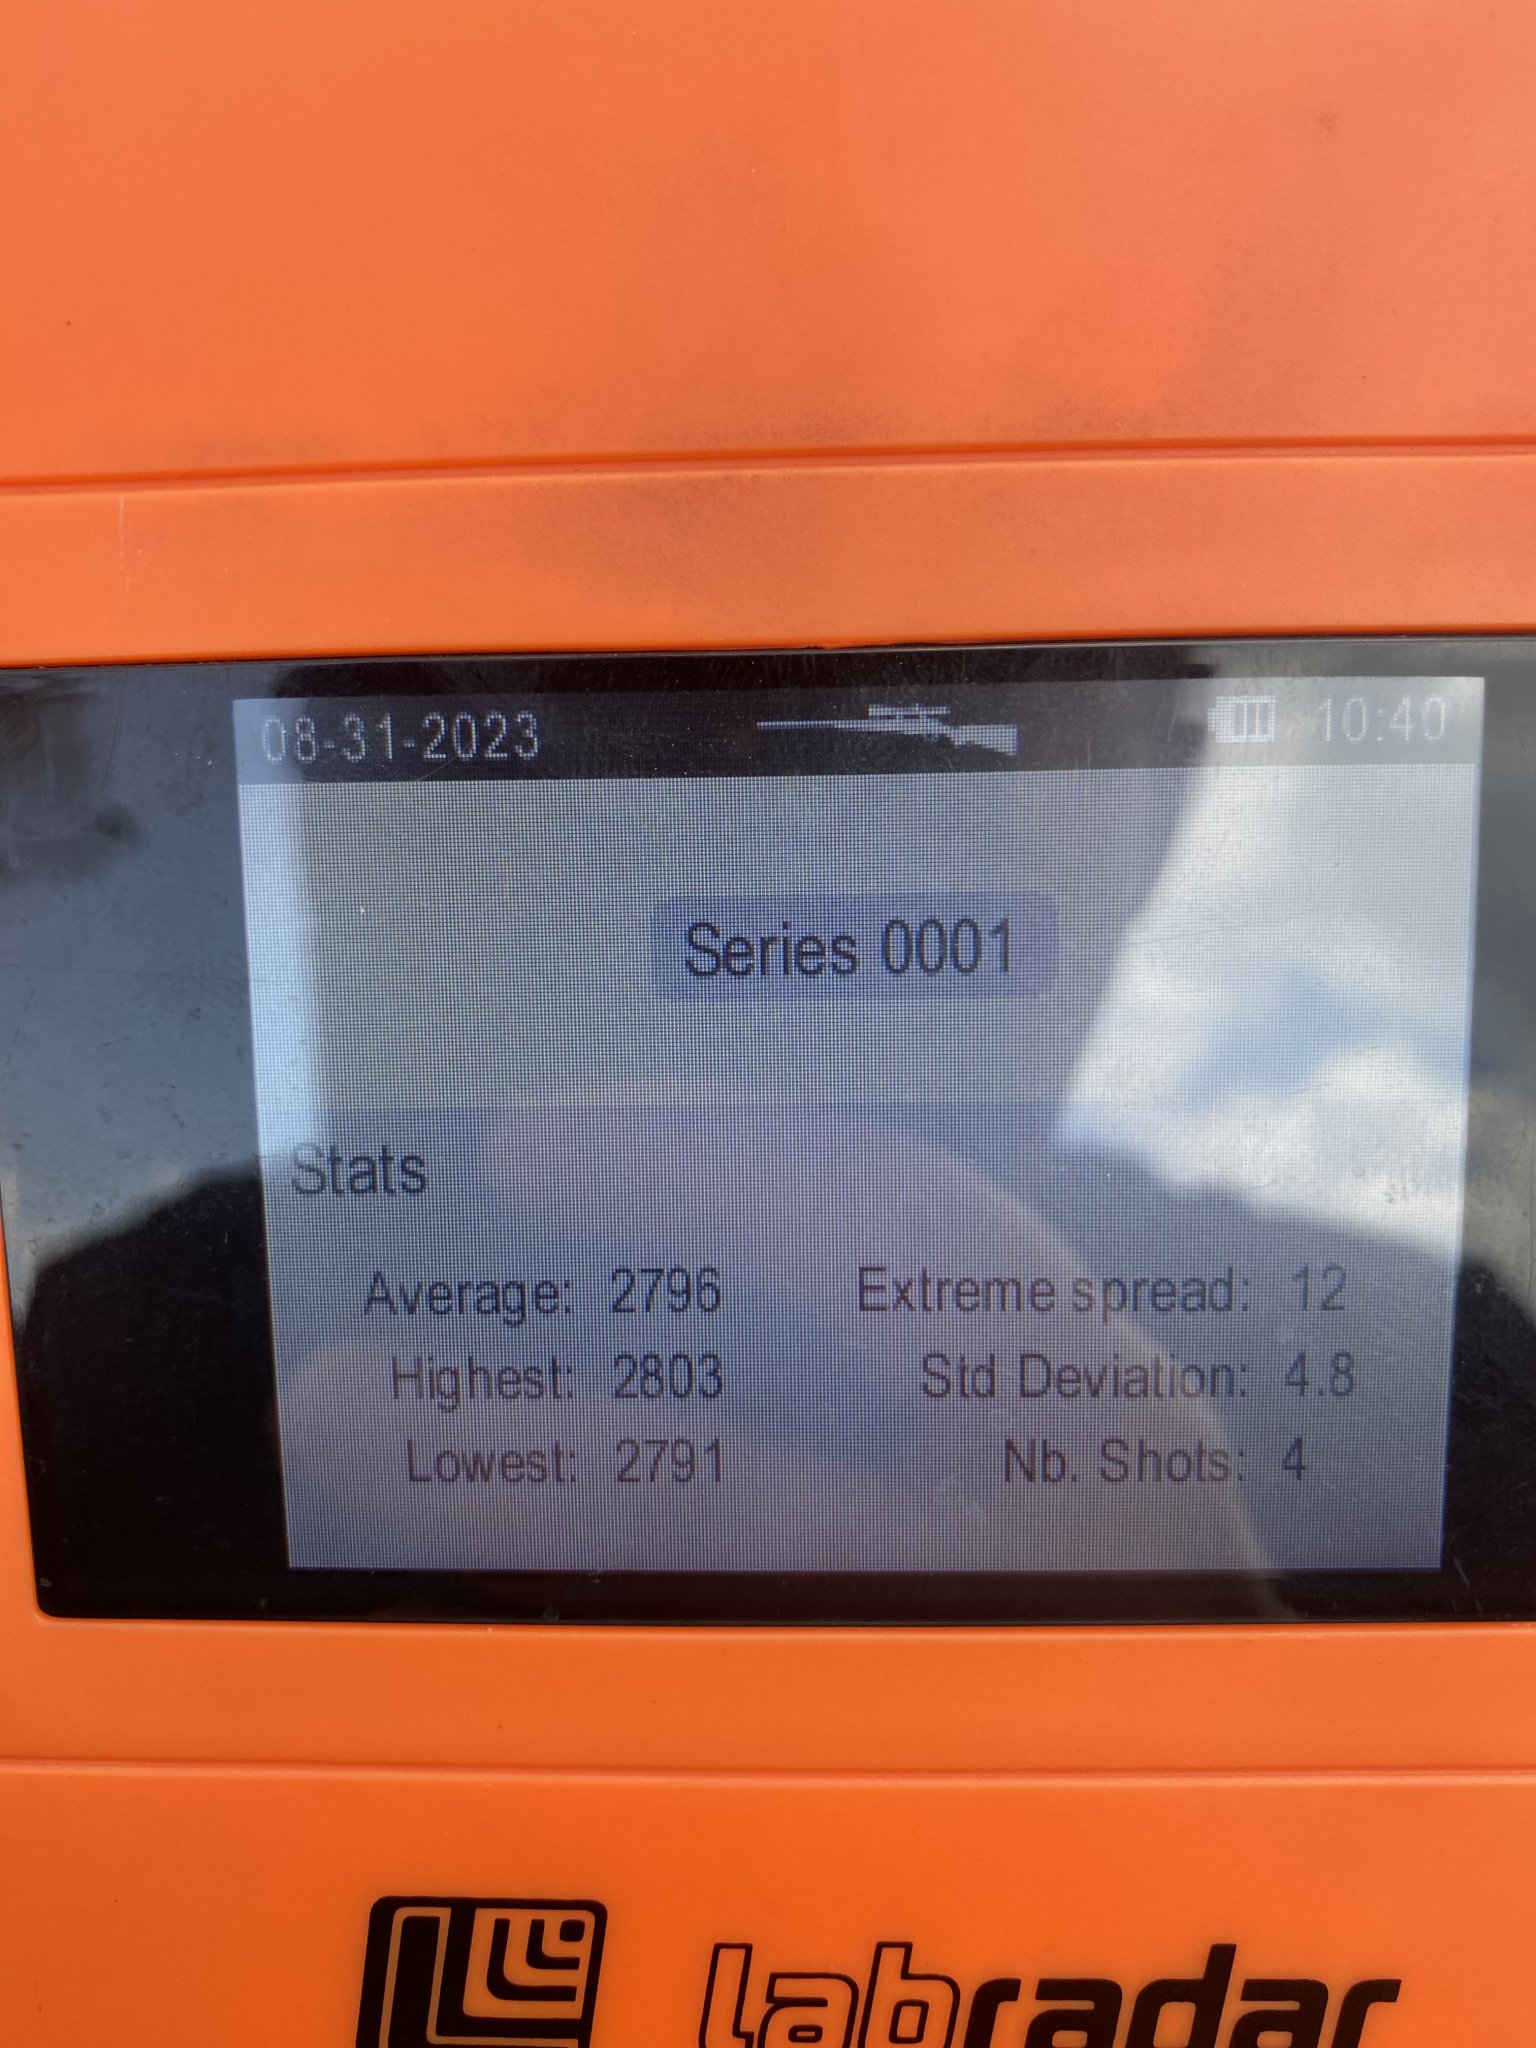 08-31-2023 10:40
Series 0001
Stats
Average: 2796 Extreme spread: 12
Highest: 2803 Std Deviation: 4.8
Lowest: 2791 Nb. Shots: 4
labradar